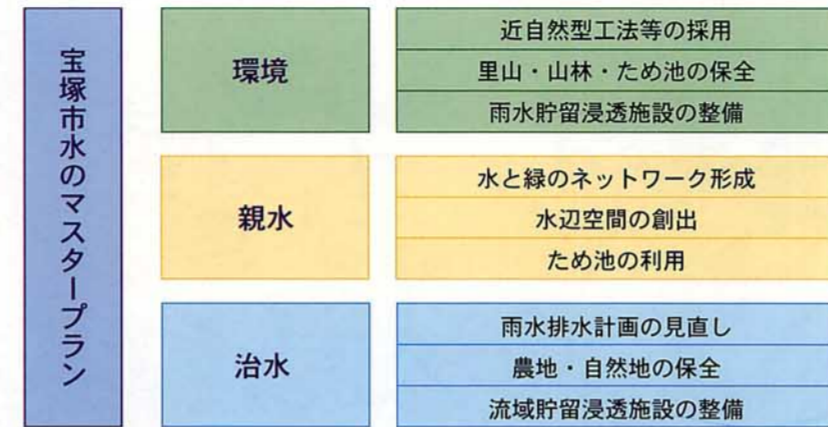 宝塚市水のマスタープラン
環境
近自然型工法等の採用
里山・山林・ため池の保全
雨水貯留浸透施設の整備
親水
水と緑のネットワーク形成
水辺空間の創出
ため池の利用
治水
雨水排水計画の見直し
農地・自然地の保全
流域貯留浸透施設の整備